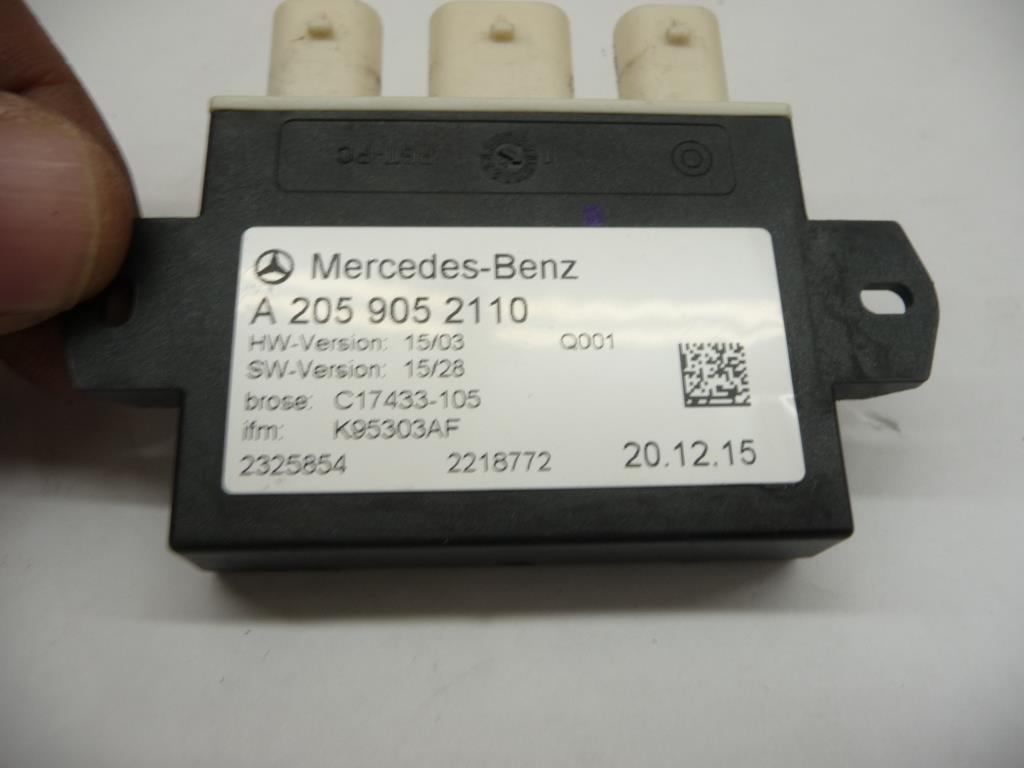 Mercedes-Benz
A 205 905 2110
HW-Version: 15/03 Q001
SW-Version: 15/28
brose: C17433-105
ifm: K95303AF
2325854 2218772 20.12.15